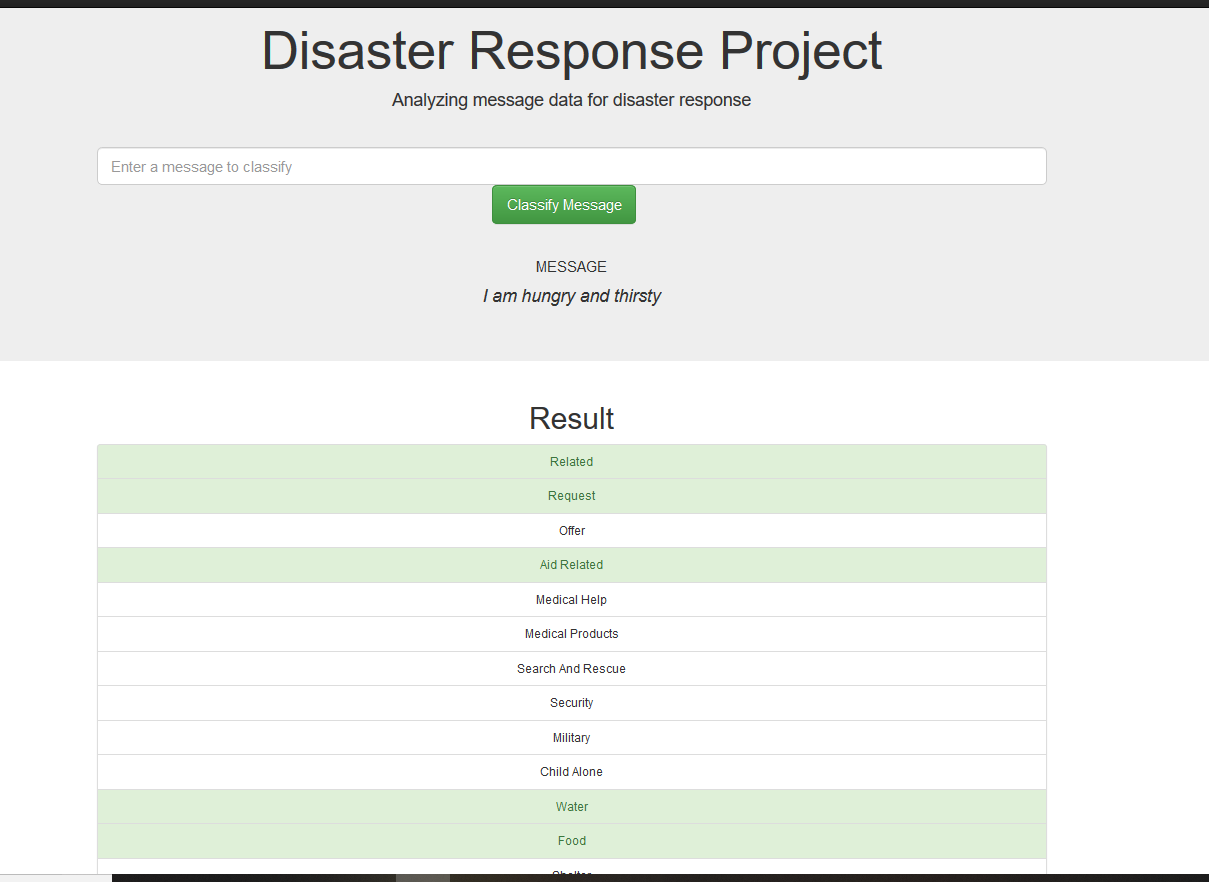 Disaster Response Project
Analyzing message data for disaster response
Enter a message to classify
Classify Message
MESSAGE
I am hungry and thirsty
Result
Related
Request
Offer
Aid Related
Medical Help
Medical Products
Search And Rescue
Security
Military
Child Alone
Water
Food
Shelter